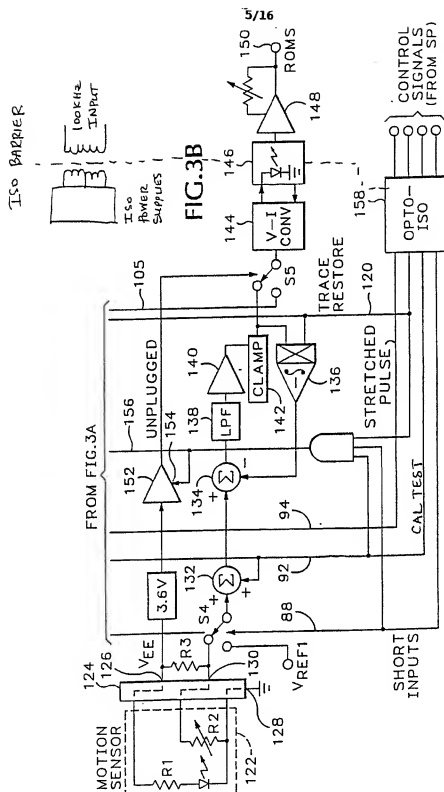 5/16
ISO BARRIER
100KHz
INPUT
ISO
POWER
SUPPLIES
FIG.3B
FROM FIG.3A
MOTION
SENSOR
124
126
VEE
R1
R2
R3
122
128
130
S4
VREF1
3.6V
152
154
156
UNPLUGGED
105
132
Σ
+
+
134
Σ
+
-
138
LPF
140
CLAMP
142
136
-∫
S5
TRACE
RESTORE
120
144
V-I
CONV
146
148
150
ROMS
88
92
94
SHORT
INPUTS
CAL TEST
STRETCHED
PULSE
158
OPTO-
ISO
CONTROL
SIGNALS
(FROM SP)